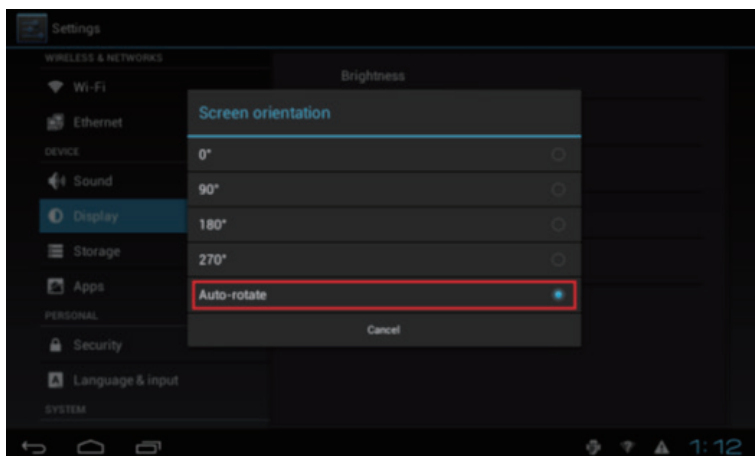 Settings
WIRELESS & NETWORKS
Wi-Fi
Ethernet
DEVICE
Sound
Display
Storage
Apps
PERSONAL
Security
Language & input
SYSTEM
Brightness
Screen orientation
0°
90°
180°
270°
Auto-rotate
Cancel
1:12